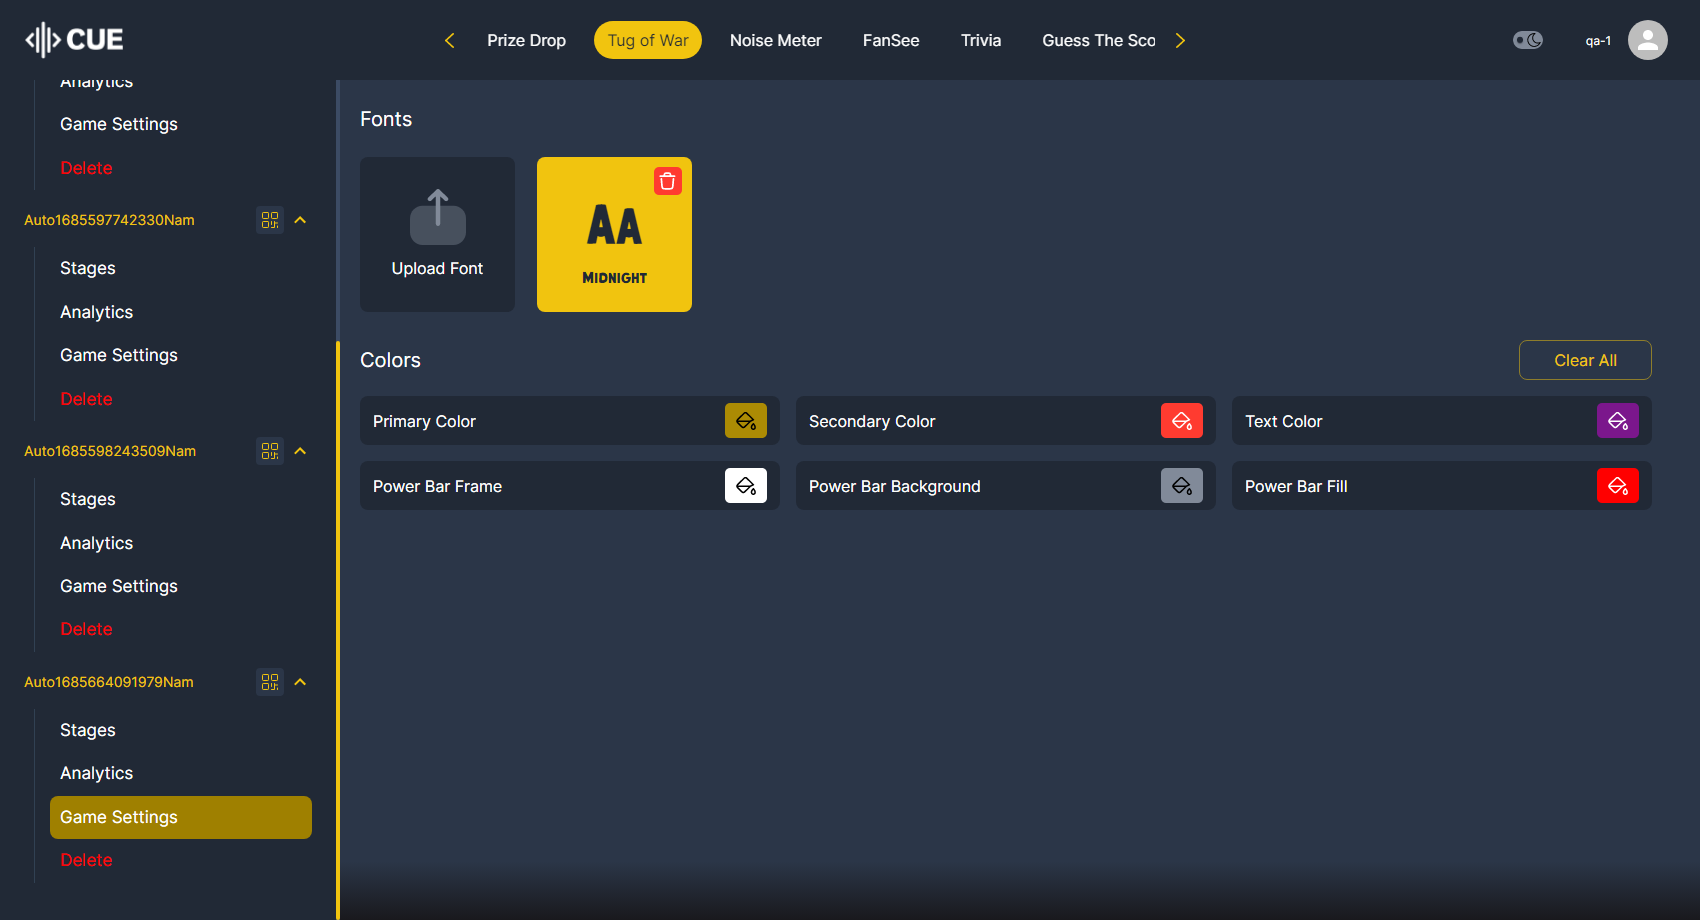 CUE
Prize Drop
Tug of War
Noise Meter
FanSee
Trivia
Guess The Sco
qa-1
Analytics
Game Settings
Delete
Auto1685597742330Nam
Stages
Analytics
Game Settings
Delete
Auto1685598243509Nam
Stages
Analytics
Game Settings
Delete
Auto1685664091979Nam
Stages
Analytics
Game Settings
Delete
Fonts
Upload Font
AA
MIDNIGHT
Colors
Clear All
Primary Color
Secondary Color
Text Color
Power Bar Frame
Power Bar Background
Power Bar Fill